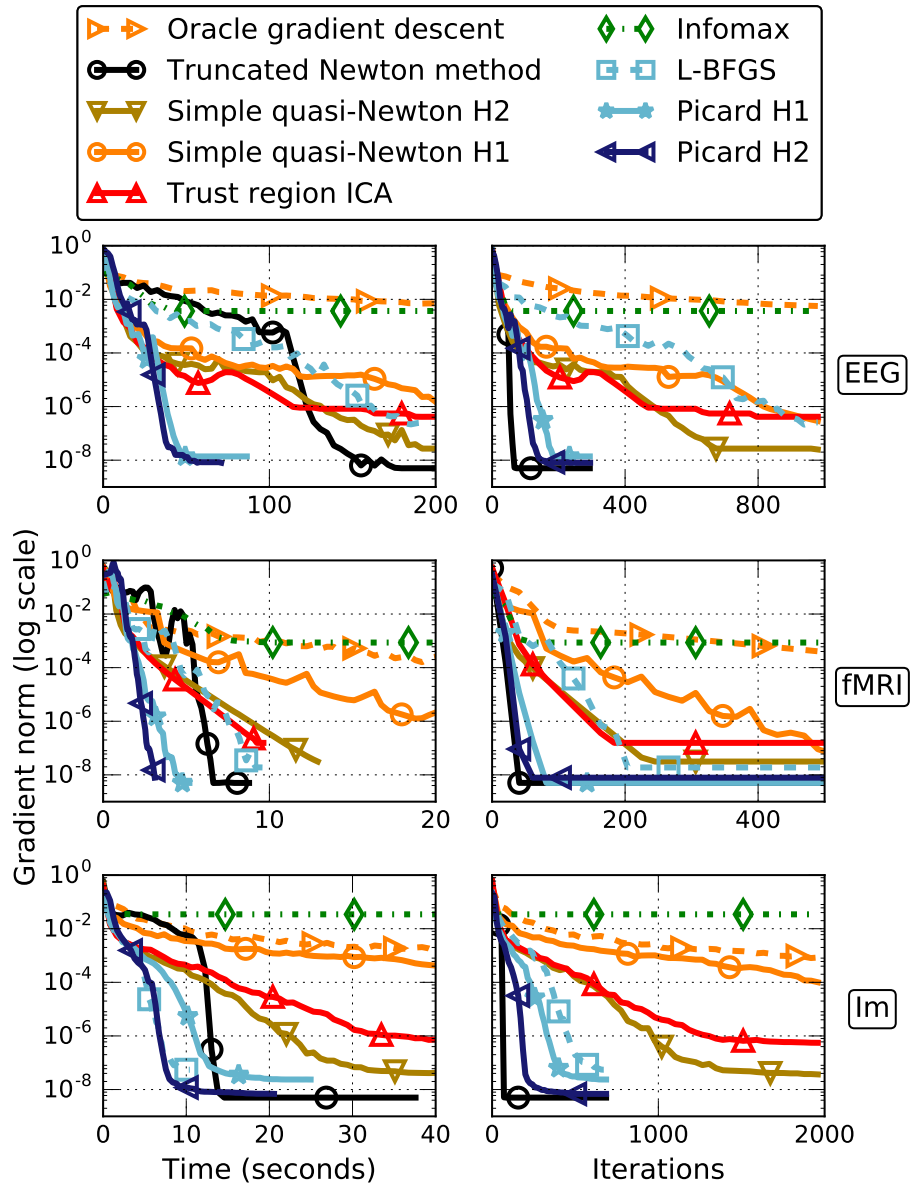 Oracle gradient descent
Truncated Newton method
Simple quasi-Newton H2
Simple quasi-Newton H1
Trust region ICA
Infomax
L-BFGS
Picard H1
Picard H2
Gradient norm (log scale)
10^0
10^-2
10^-4
10^-6
10^-8
0 100 200
0 400 800
EEG
10^0
10^-2
10^-4
10^-6
10^-8
0 10 20
0 200 400
fMRI
10^0
10^-2
10^-4
10^-6
10^-8
0 10 20 30 40
0 1000 2000
Im
Time (seconds)
Iterations